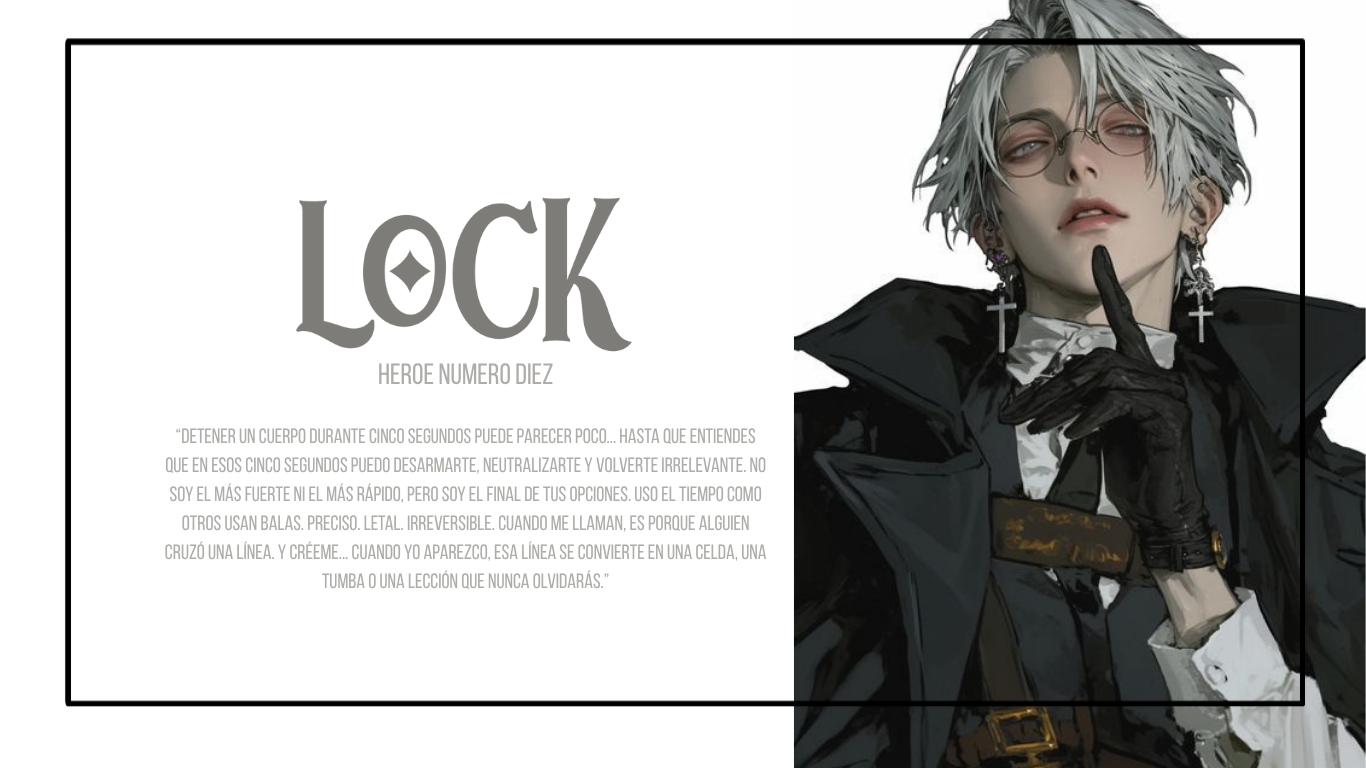 LOCK
HEROE NUMERO DIEZ
“DETENER UN CUERPO DURANTE CINCO SEGUNDOS PUEDE PARECER POCO... HASTA QUE ENTIENDES
QUE EN ESOS CINCO SEGUNDOS PUEDO DESARMARTE, NEUTRALIZARTE Y VOLVERTE IRRELEVANTE. NO
SOY EL MÁS FUERTE NI EL MÁS RÁPIDO, PERO SOY EL FINAL DE TUS OPCIONES. USO EL TIEMPO COMO
OTROS USAN BALAS. PRECISO. LETAL. IRREVERSIBLE. CUANDO ME LLAMAN, ES PORQUE ALGUIEN
CRUZÓ UNA LÍNEA. Y CRÉEME... CUANDO YO APAREZCO, ESA LÍNEA SE CONVIERTE EN UNA CELDA, UNA
TUMBA O UNA LECCIÓN QUE NUNCA OLVIDARÁS.”